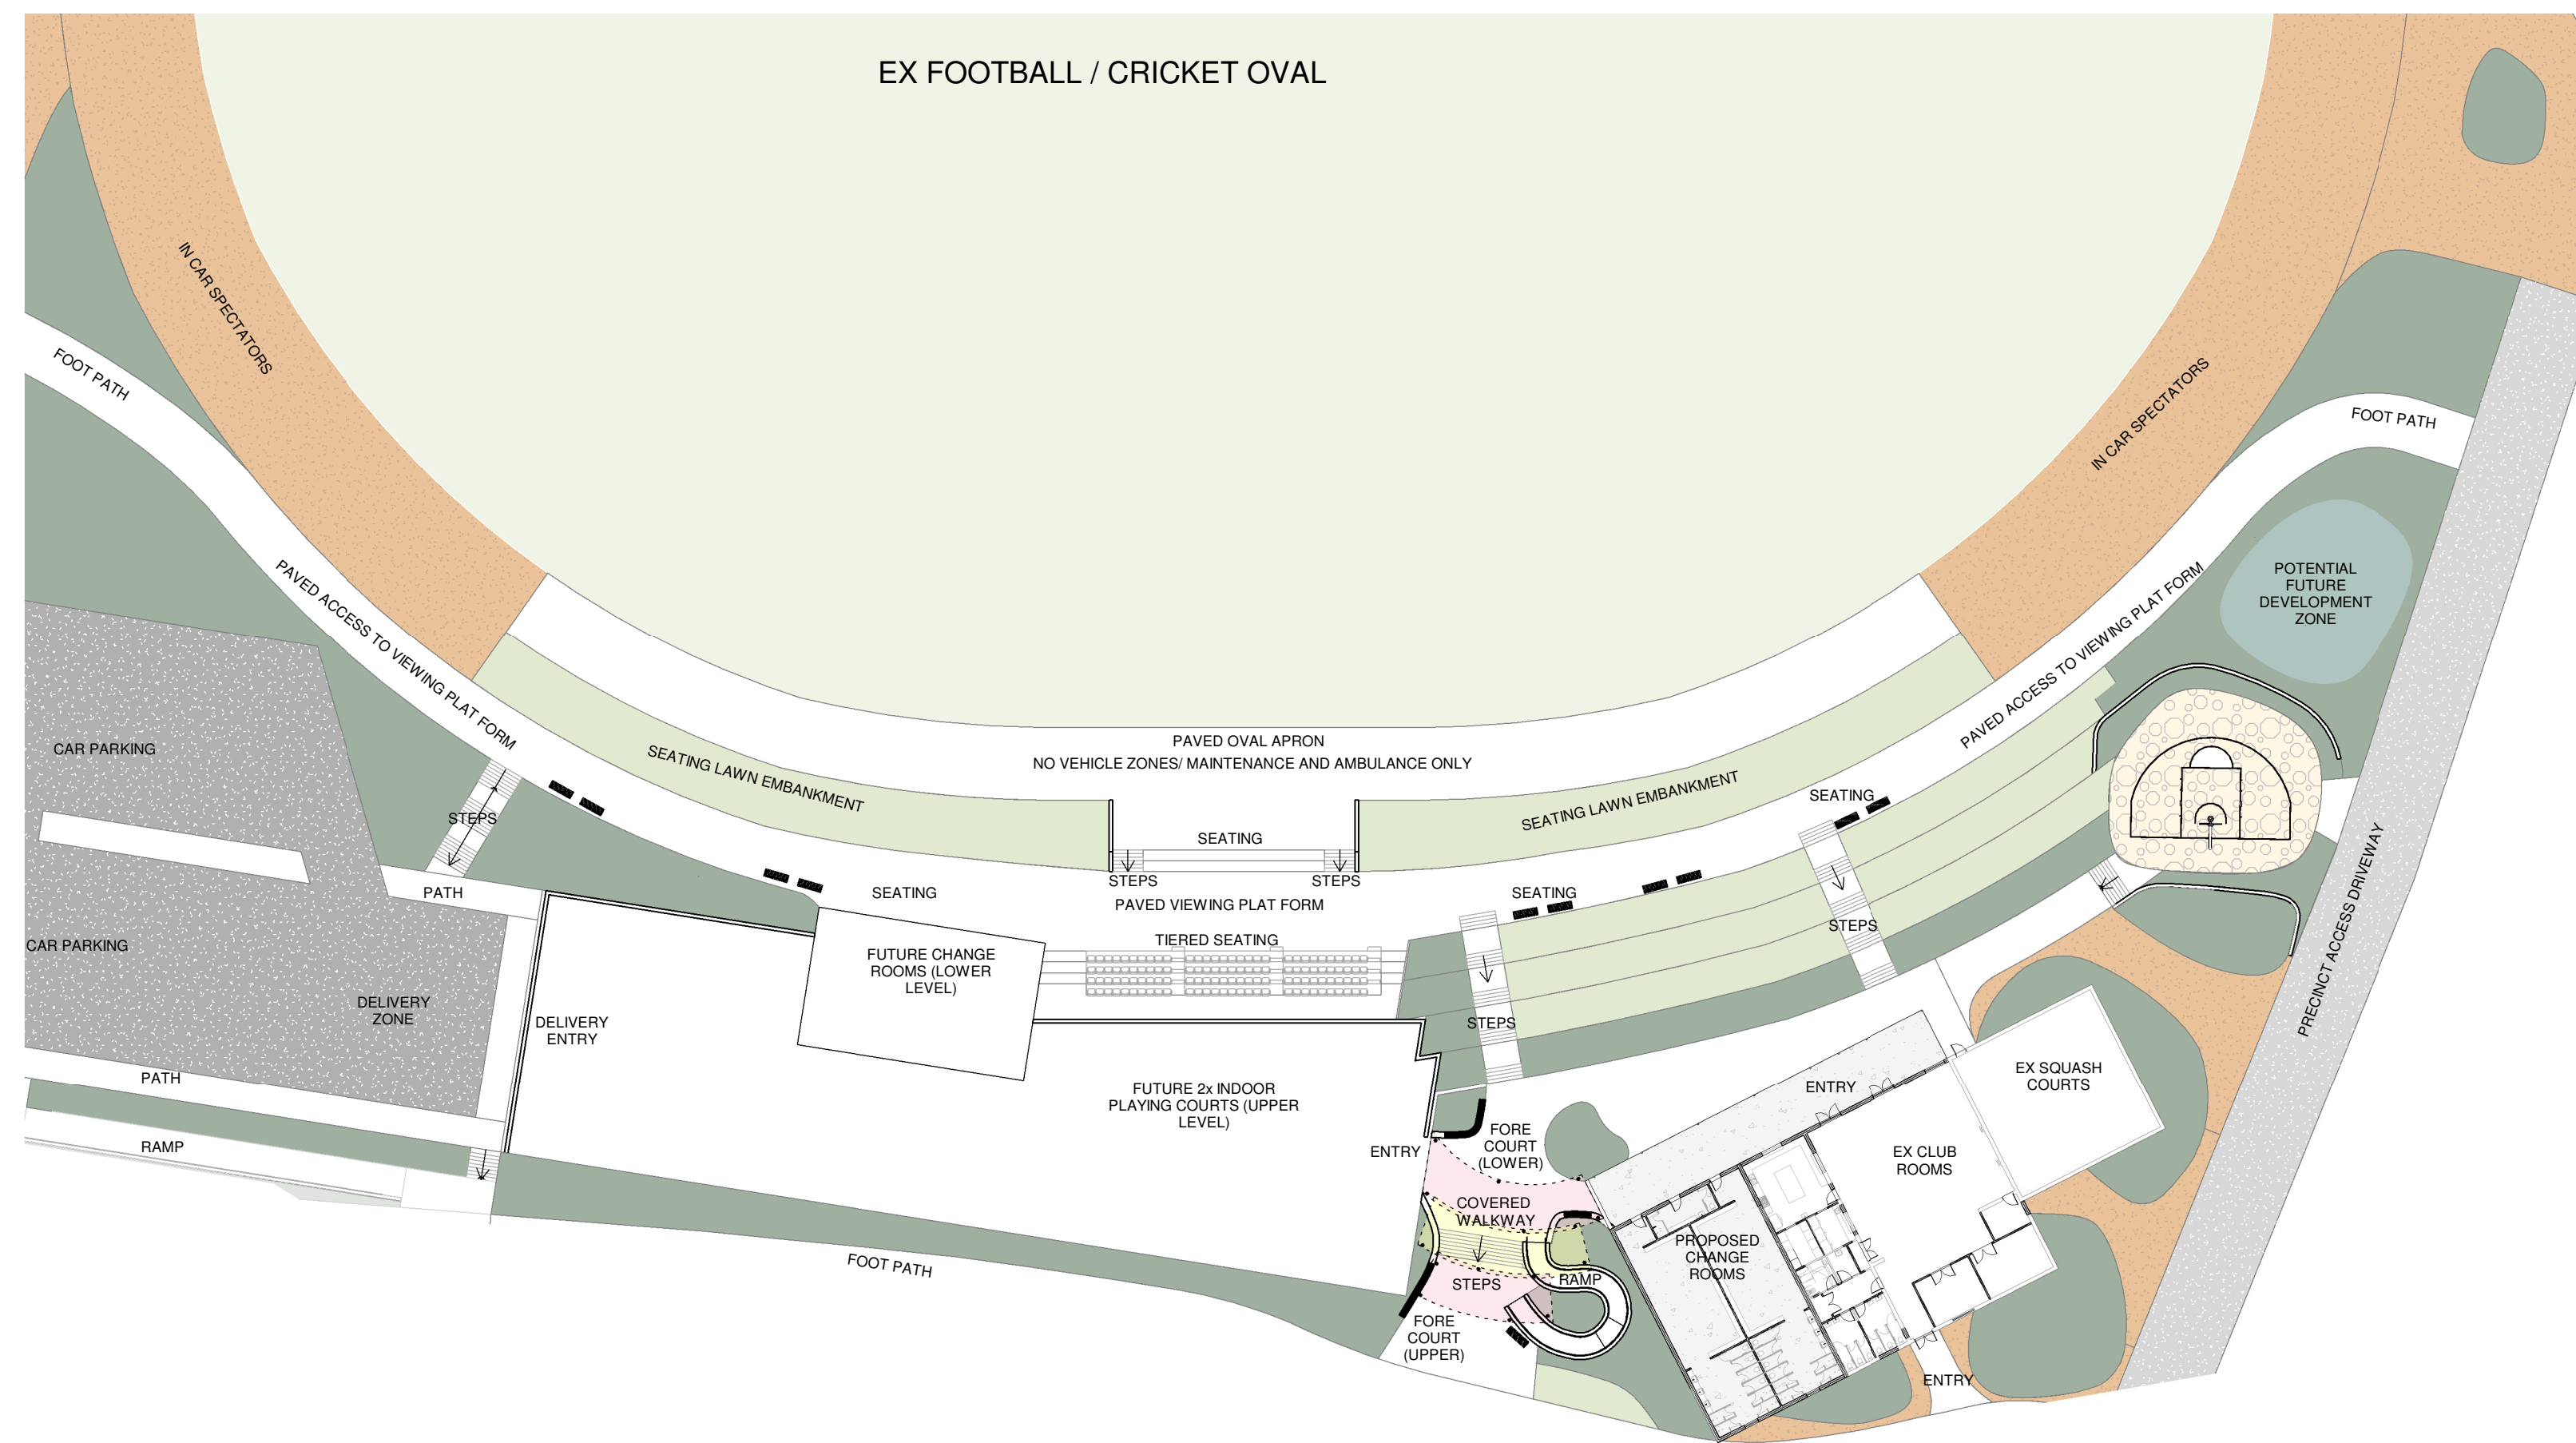 EX FOOTBALL / CRICKET OVAL
IN CAR SPECTATORS
IN CAR SPECTATORS
FOOT PATH
FOOT PATH
PAVED ACCESS TO VIEWING PLAT FORM
PAVED ACCESS TO VIEWING PLAT FORM
POTENTIAL
FUTURE
DEVELOPMENT
ZONE
CAR PARKING
SEATING LAWN EMBANKMENT
PAVED OVAL APRON
NO VEHICLE ZONES/ MAINTENANCE AND AMBULANCE ONLY
SEATING LAWN EMBANKMENT
SEATING
STEPS
SEATING
STEPS
STEPS
PATH
SEATING
SEATING
PAVED VIEWING PLAT FORM
PRECINCT ACCESS DRIVEWAY
STEPS
TIERED SEATING
CAR PARKING
FUTURE CHANGE
ROOMS (LOWER
LEVEL)
DELIVERY
ZONE
DELIVERY
ENTRY
STEPS
PATH
FUTURE 2x INDOOR
PLAYING COURTS (UPPER
LEVEL)
ENTRY
EX SQUASH
COURTS
RAMP
ENTRY
FORE
COURT
(LOWER)
EX CLUB
ROOMS
COVERED
WALKWAY
PROPOSED
CHANGE
ROOMS
FOOT PATH
STEPS
RAMP
FORE
COURT
(UPPER)
ENTRY